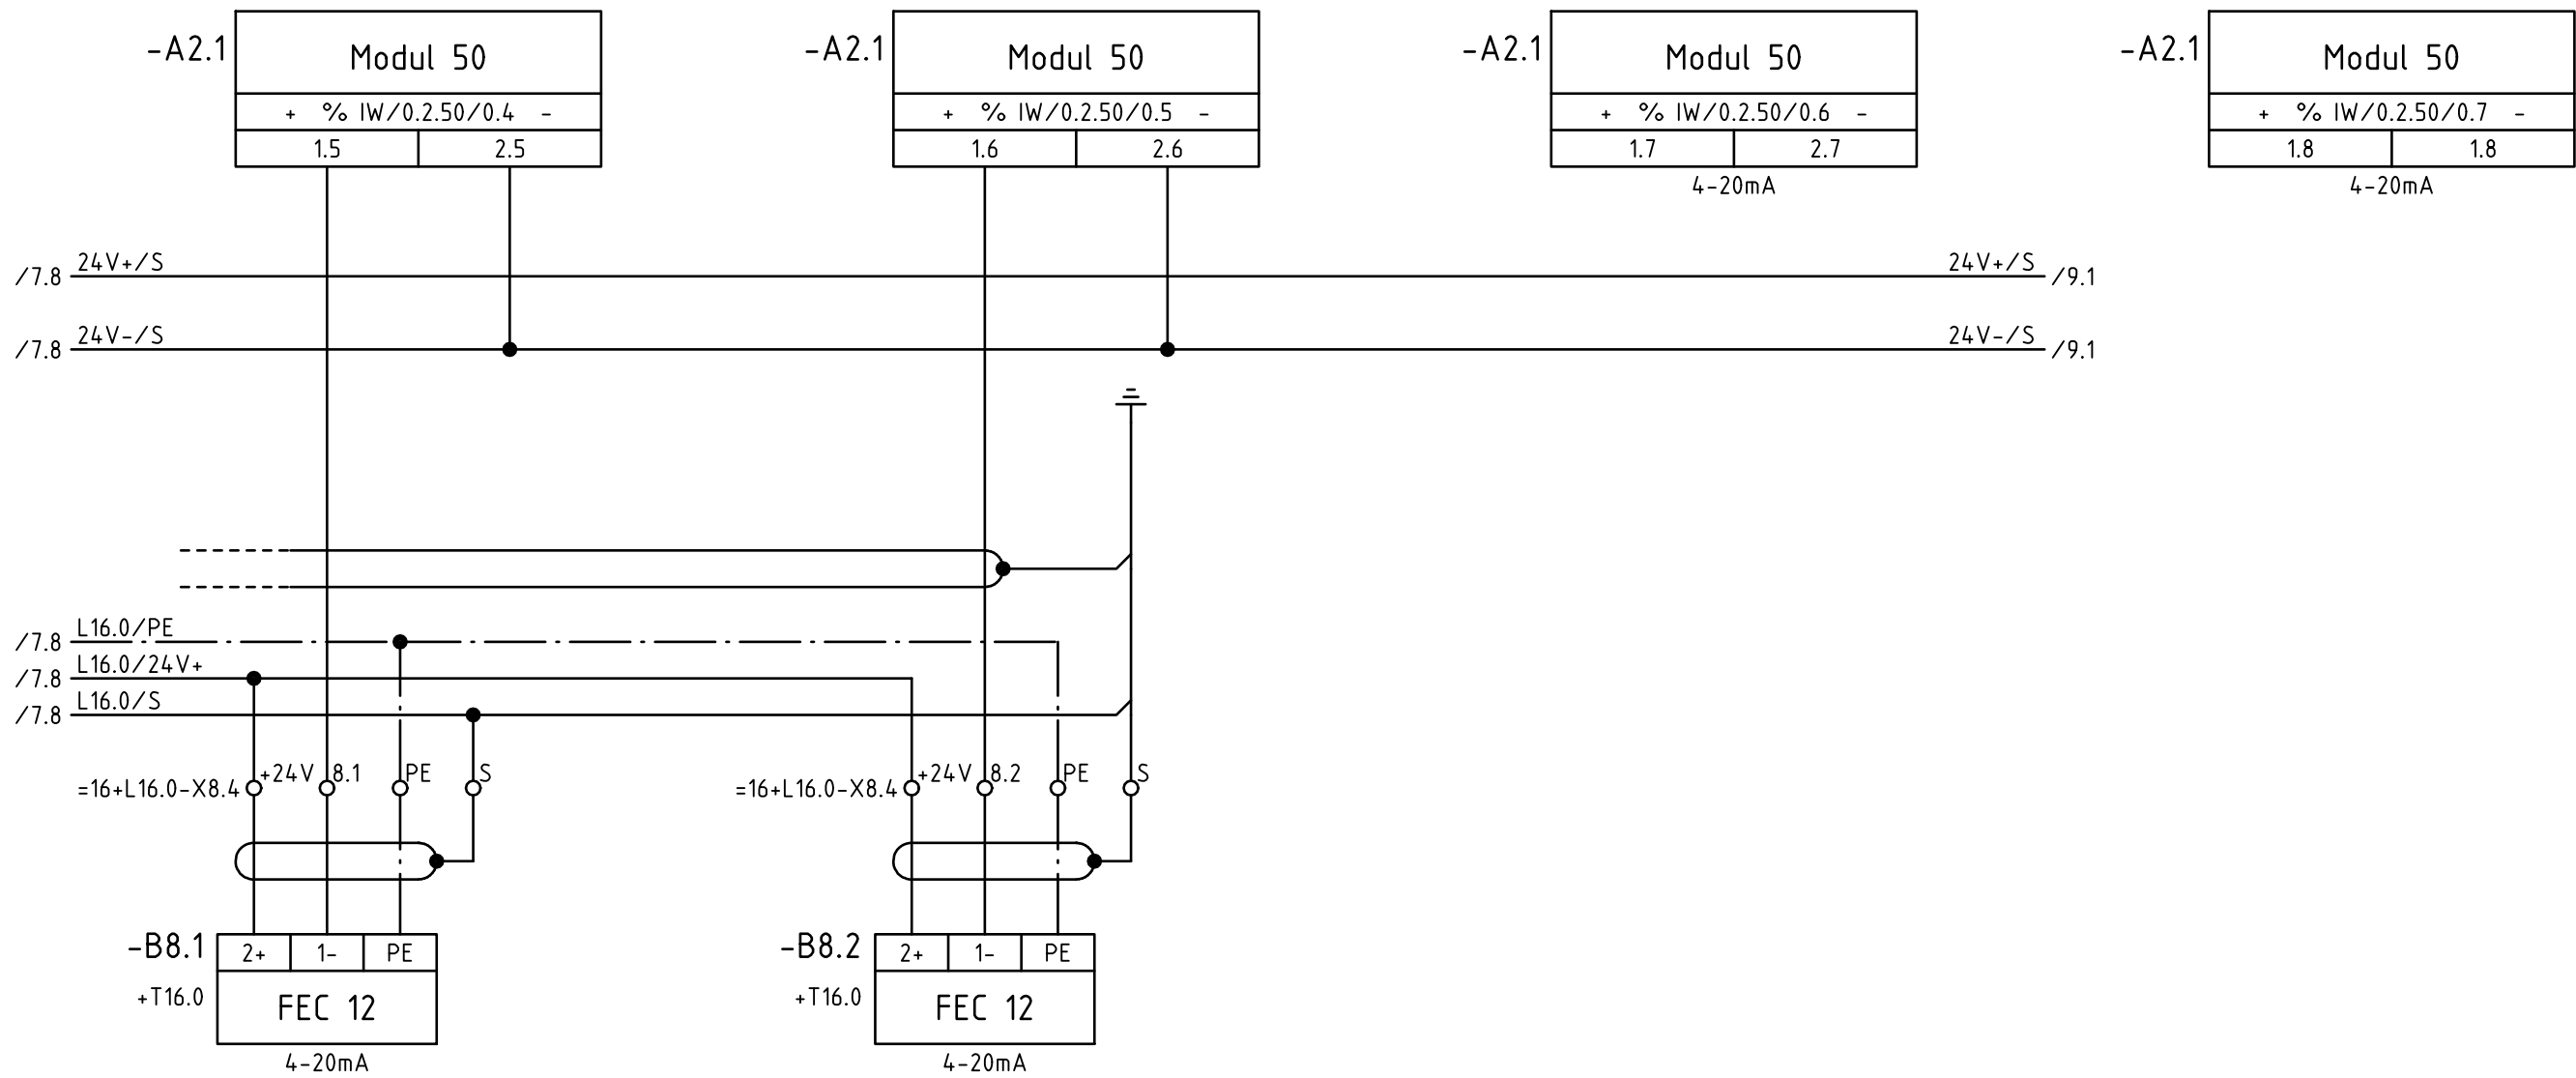 -A2.1 Modul 50 -A2.1 Modul 50 -A2.1 Modul 50 -A2.1 Modul 50
+ % IW/0.2.50/0.4 - + % IW/0.2.50/0.5 - + % IW/0.2.50/0.6 - + % IW/0.2.50/0.7 -
1.5 2.5 1.6 2.6 1.7 2.7 1.8 1.8
4-20mA 4-20mA
24V+/S 24V+/S
/7.8 /9.1
24V-/S 24V-/S
/7.8 /9.1
L16.0/PE
/7.8
L16.0/24V+
/7.8
L16.0/S
/7.8
+24V 8.1 PE S +24V 8.2 PE S
=16+L16.0-X8.4 =16+L16.0-X8.4
-B8.1 2+ 1- PE -B8.2 2+ 1- PE
+T16.0 FEC 12 +T16.0 FEC 12
4-20mA 4-20mA